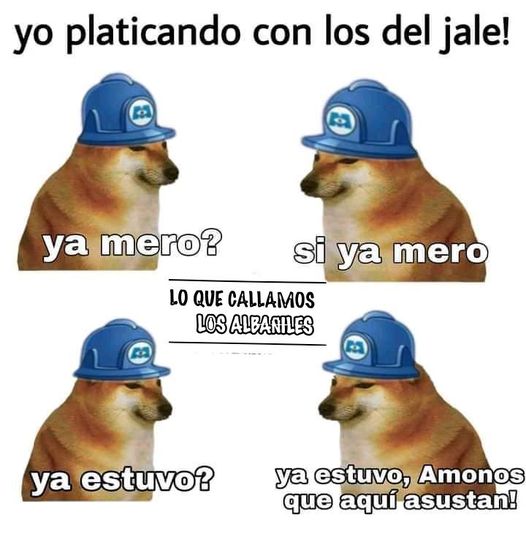 yo platicando con los del jale!
ya mero?
si ya mero
LO QUE CALLAMOS
LOS ALBAÑILES
ya estuvo?
ya estuvo, Amonos
que aquí asustan!